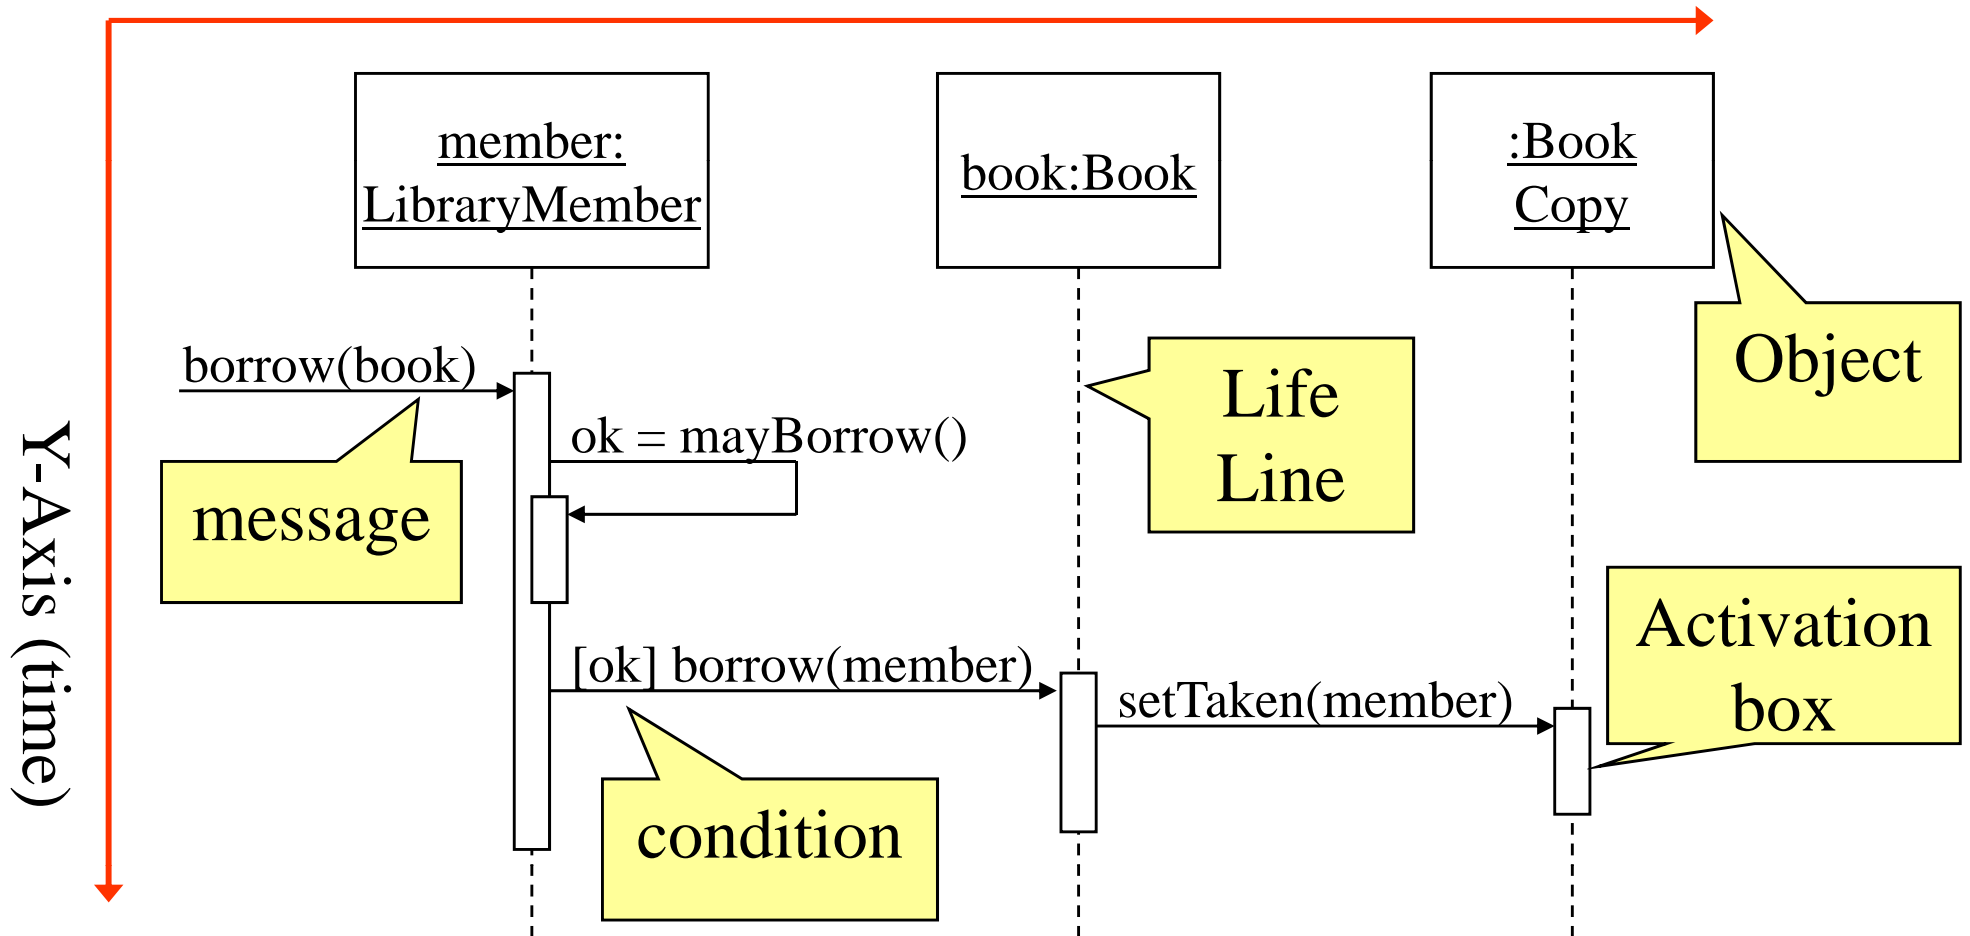 member:
LibraryMember
book:Book
:Book
Copy
Object
borrow(book)
Life
Line
ok = mayBorrow()
message
Y-Axis (time)
Activation
box
[ok] borrow(member)
setTaken(member)
condition